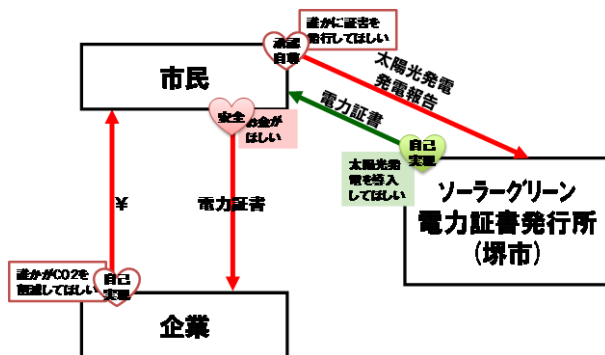 誰かに証書を
発行してほしい
承認
自尊
市民
太陽光発電
発電報告
電力証書
安全
お金が
ほしい
自己
実現
太陽光発
電を導入
してほしい
ソーラーグリーン
電力証書発行所
(堺市)
¥
電力証書
誰かがCO2を
削減してほしい
自己
実現
企業